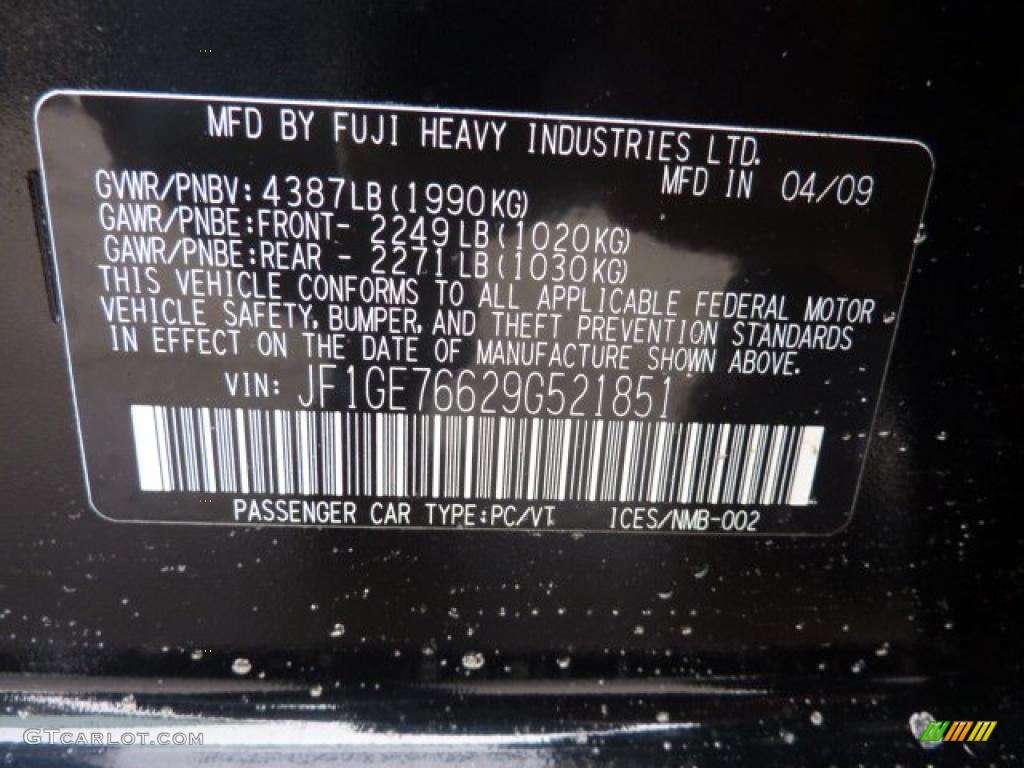 MFD BY FUJI HEAVY INDUSTRIES LTD.
MFD IN 04/09
GVWR/PNBV: 4387LB(1990KG)
GAWR/PNBE:FRONT- 2249LB(1020KG)
GAWR/PNBE:REAR - 2271LB(1030KG)
THIS VEHICLE CONFORMS TO ALL APPLICABLE FEDERAL MOTOR
VEHICLE SAFETY, BUMPER, AND THEFT PREVENTION STANDARDS
IN EFFECT ON THE DATE OF MANUFACTURE SHOWN ABOVE.
VIN: JF1GE76629G521851
PASSENGER CAR TYPE:PC/VT ICES/NMB-002
GTCARLOT.COM